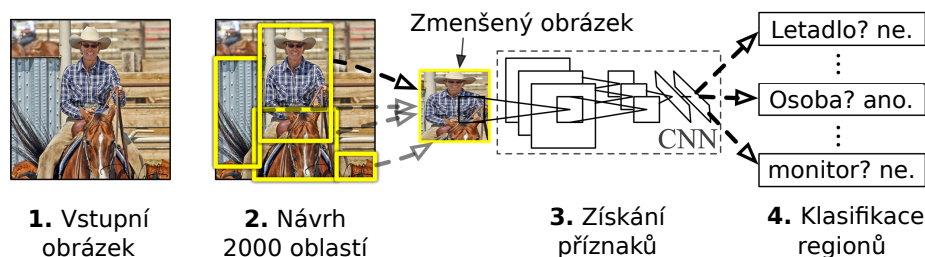 Zmenšený obrázek
Letadlo? ne.
Osoba? ano.
monitor? ne.
CNN
1. Vstupní
obrázek
2. Návrh
2000 oblastí
3. Získání
příznaků
4. Klasifikace
regionů